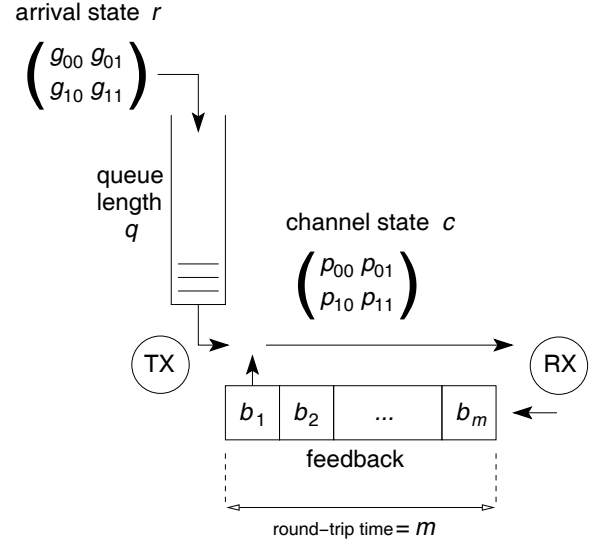 arrival state r
g00 g01
g10 g11
queue
length
q
channel state c
p00 p01
p10 p11
TX
RX
b1 b2 ... bm
feedback
round-trip time = m